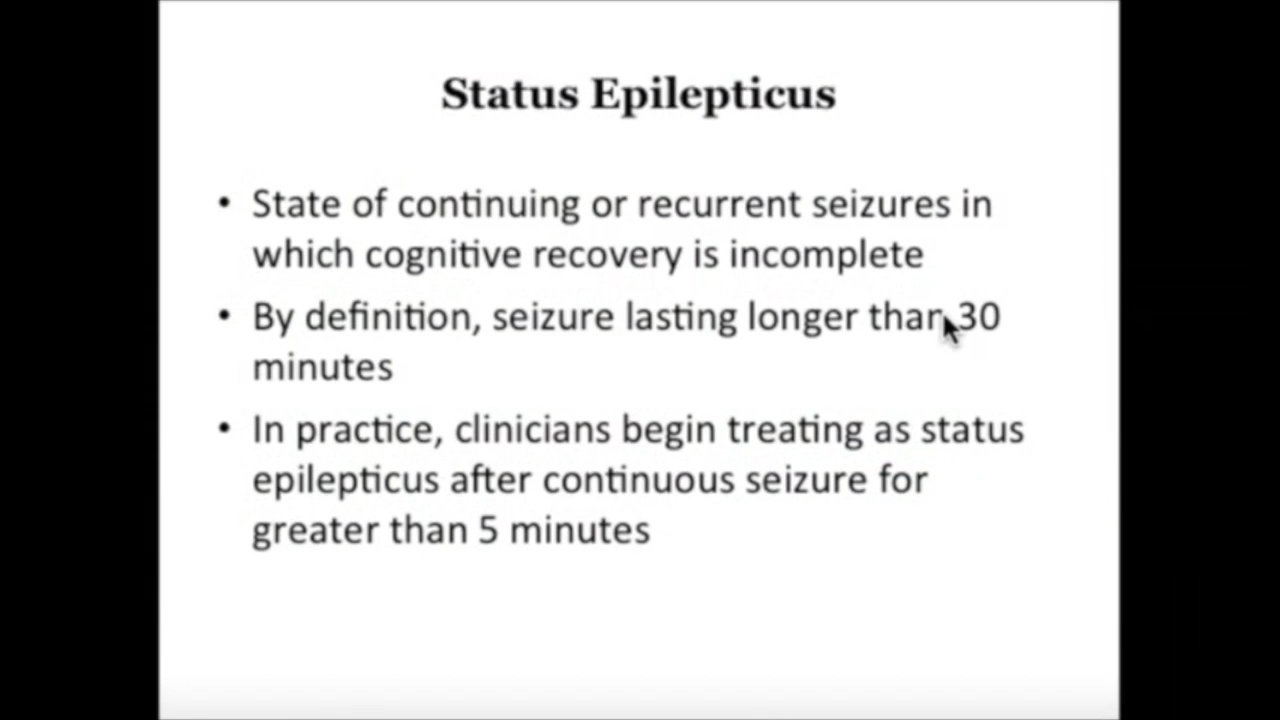 Status Epilepticus
• State of continuing or recurrent seizures in
which cognitive recovery is incomplete
• By definition, seizure lasting longer than 30
minutes
• In practice, clinicians begin treating as status
epilepticus after continuous seizure for
greater than 5 minutes